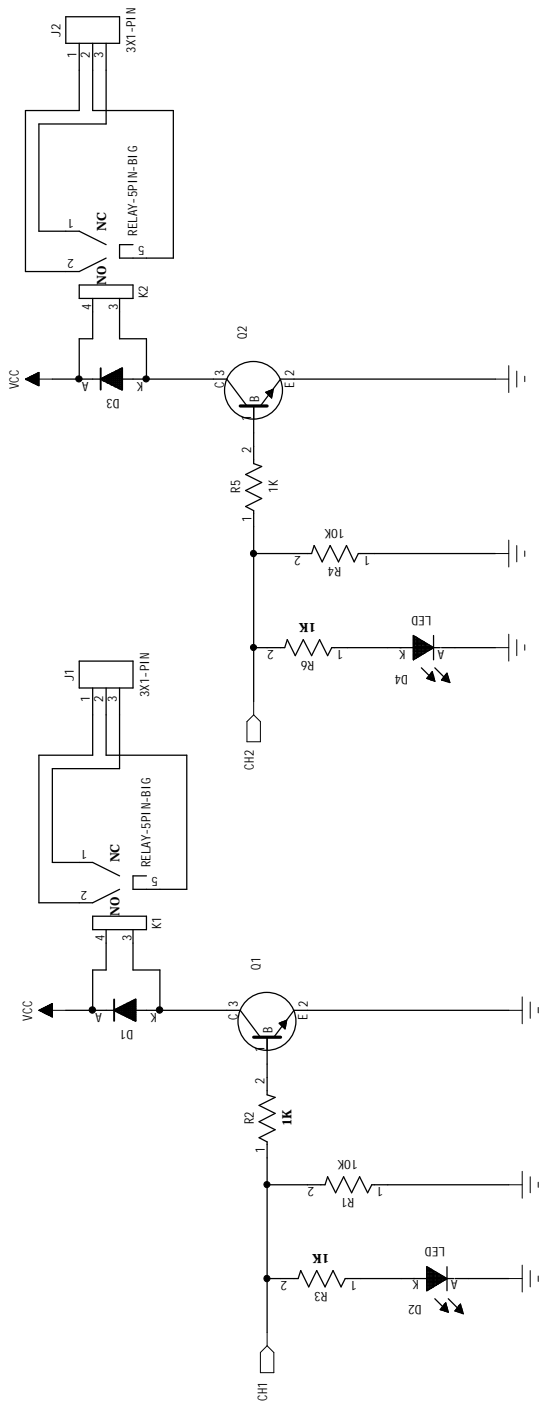 J2
1
2
3
3X1-PIN
RELAY-5PIN-BIG
NC
NO
1
2
5
4
3
K2
VCC
A
K
D3
C 3
Q2
B
1
E 2
2
R5
1K
1
10K
2
R4
1
LED
1K
2
R6
1
K
A
D4
CH2
J1
1
2
3
3X1-PIN
RELAY-5PIN-BIG
NC
NO
1
2
5
4
3
K1
VCC
A
K
D1
C 3
Q1
B
1
E 2
2
R2
1K
1
10K
2
R1
1
LED
1K
2
R3
1
K
A
D2
CH1